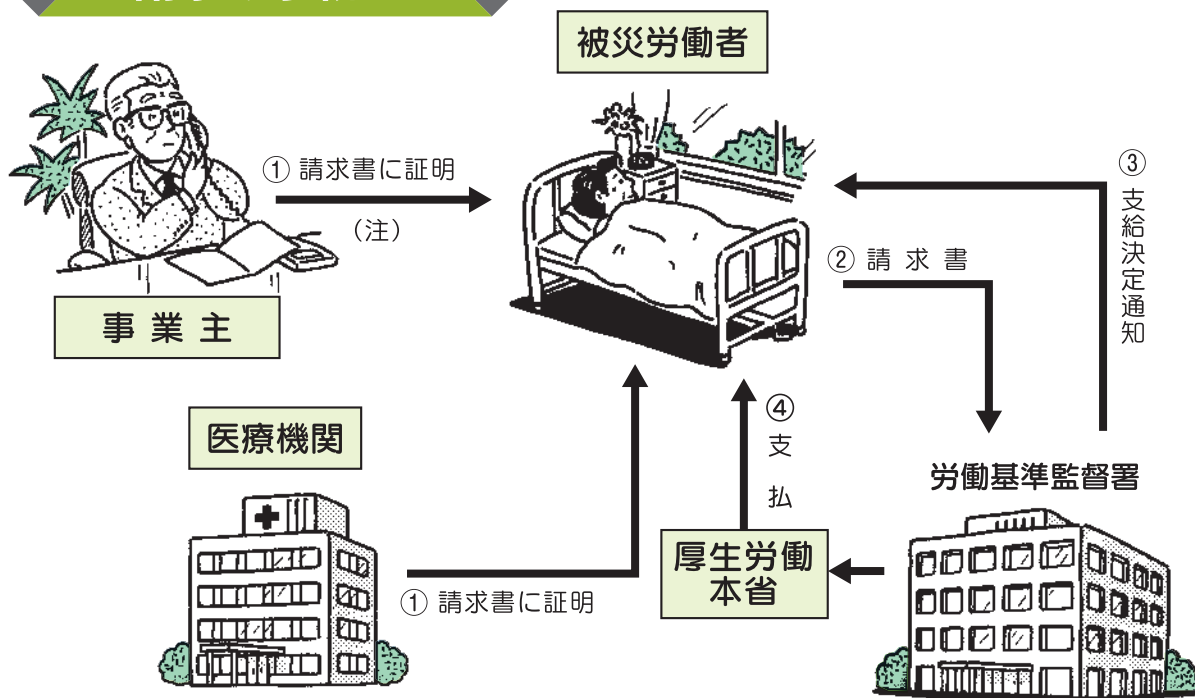 被災労働者
① 請求書に証明
（注）
事業主
③ 支給決定通知
② 請求書
医療機関
① 請求書に証明
④ 支払
厚生労働
本省
労働基準監督署